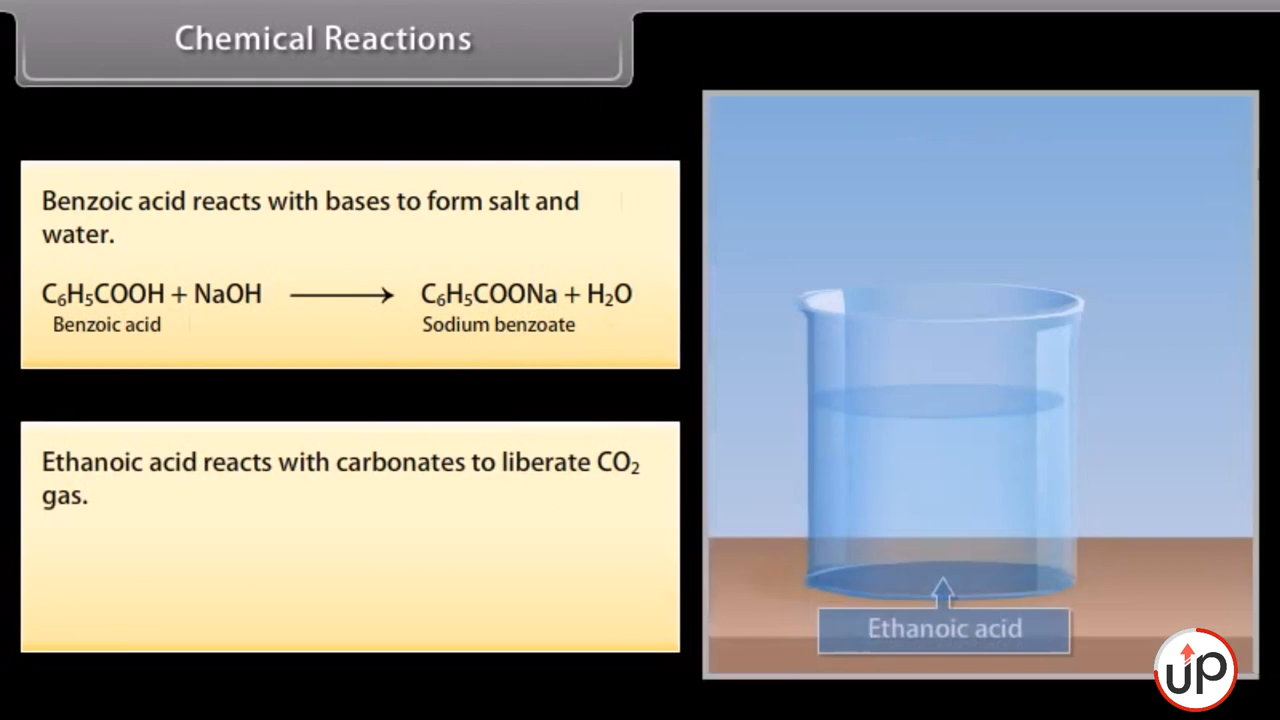 Chemical Reactions
Benzoic acid reacts with bases to form salt and
water.
C₆H₅COOH + NaOH ⟶ C₆H₅COONa + H₂O
Benzoic acid Sodium benzoate
Ethanoic acid reacts with carbonates to liberate CO₂
gas.
Ethanoic acid
up